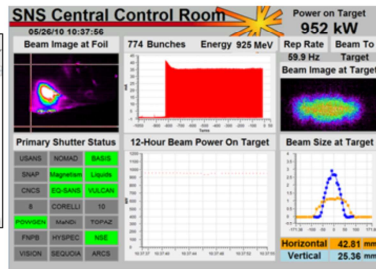 SNS Central Control Room
05/26/10 10:37:56
Power on Target
952 kW
Beam Image at Foil
774 Bunches Energy 925 MeV
Rep Rate Beam To
59.9 Hz Target
Beam Image at Target
Primary Shutter Status
12-Hour Beam Power On Target
Beam Size at Target
USANS NOMAD BASIS
SNAP Magnetism Liquids
CNCS EQ-SANS VULCAN
8 CORELLI 10
POWGEN MaNDi TOPAZ
FNPB HYSPEC NSE
VISION SEQUOIA ARCS
Horizontal 42.81 mm
Vertical 25.36 mm